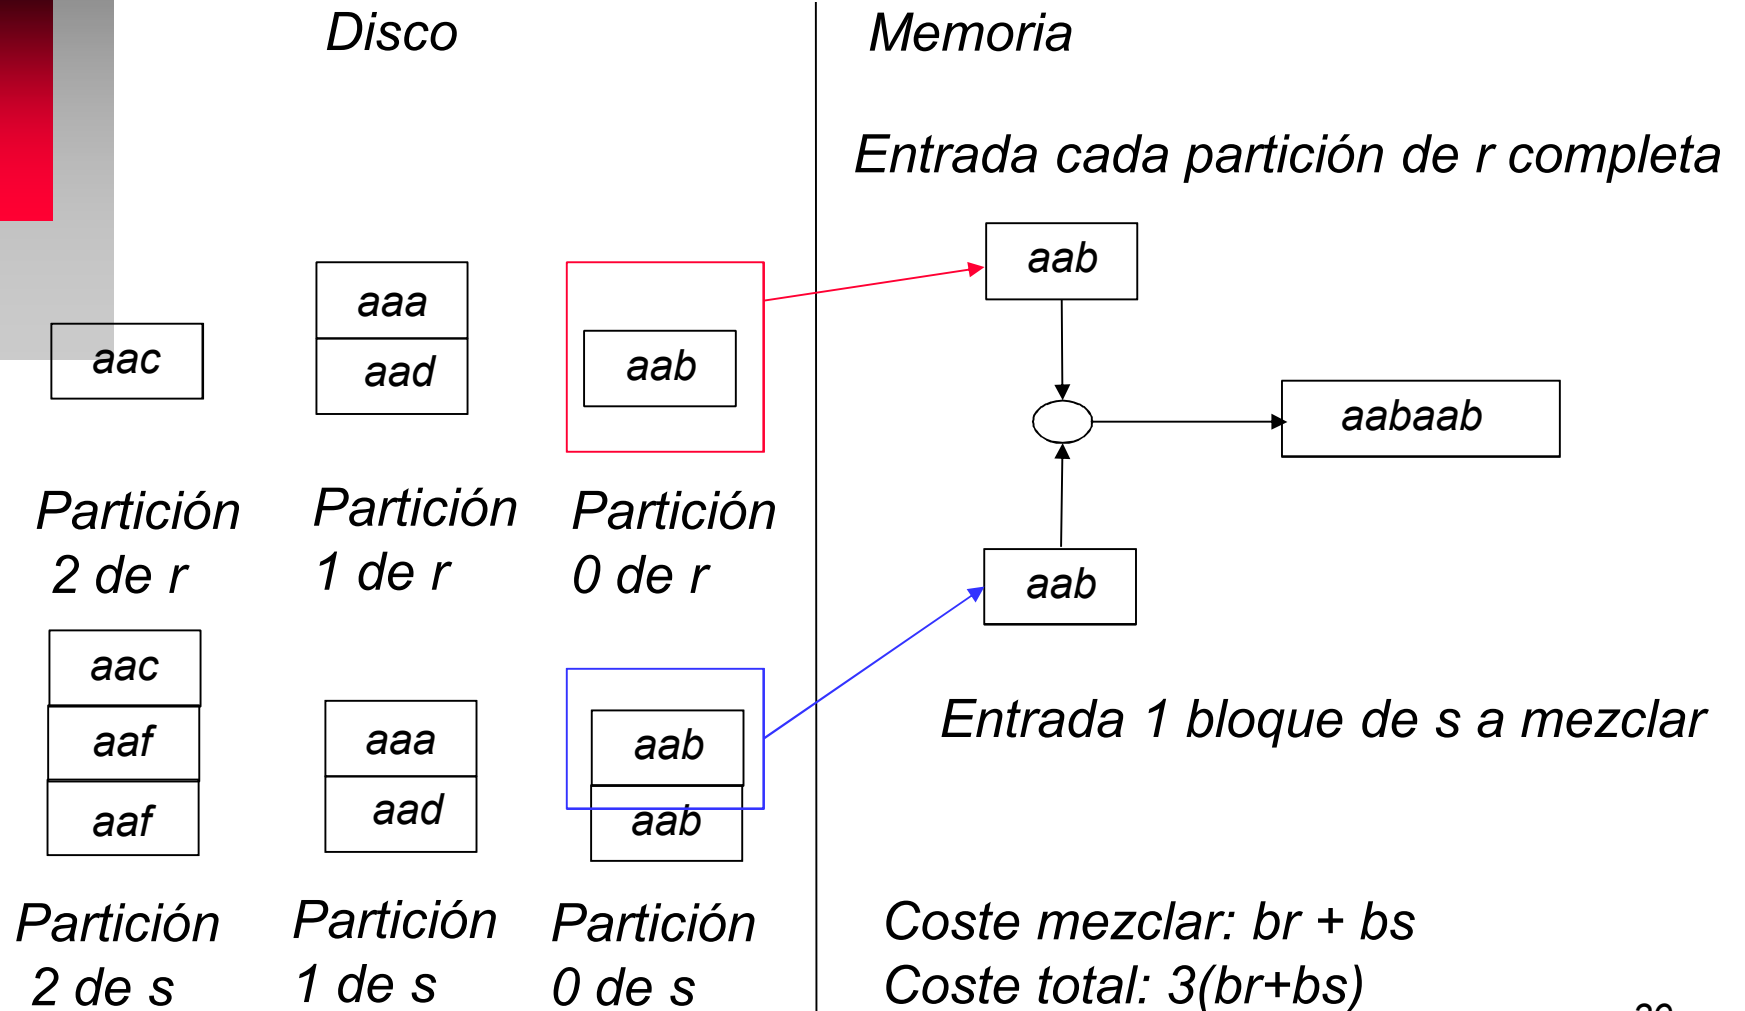 Disco
Memoria
Entrada cada partición de r completa
aab
aaa
aac
aad
aab
aabaab
Partición
2 de r
Partición
1 de r
Partición
0 de r
aab
aac
aaf
aaf
aaa
aad
aab
aab
Entrada 1 bloque de s a mezclar
Partición
2 de s
Partición
1 de s
Partición
0 de s
Coste mezclar: br + bs
Coste total: 3(br+bs)